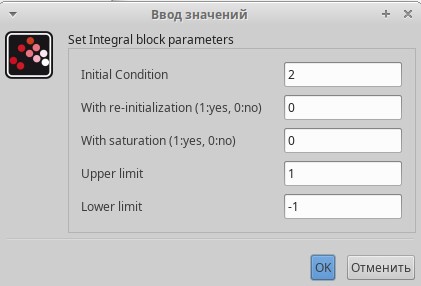 Ввод значений
Set Integral block parameters
Initial Condition 2
With re-initialization (1:yes, 0:no) 0
With saturation (1:yes, 0:no) 0
Upper limit 1
Lower limit -1
OK Отменить